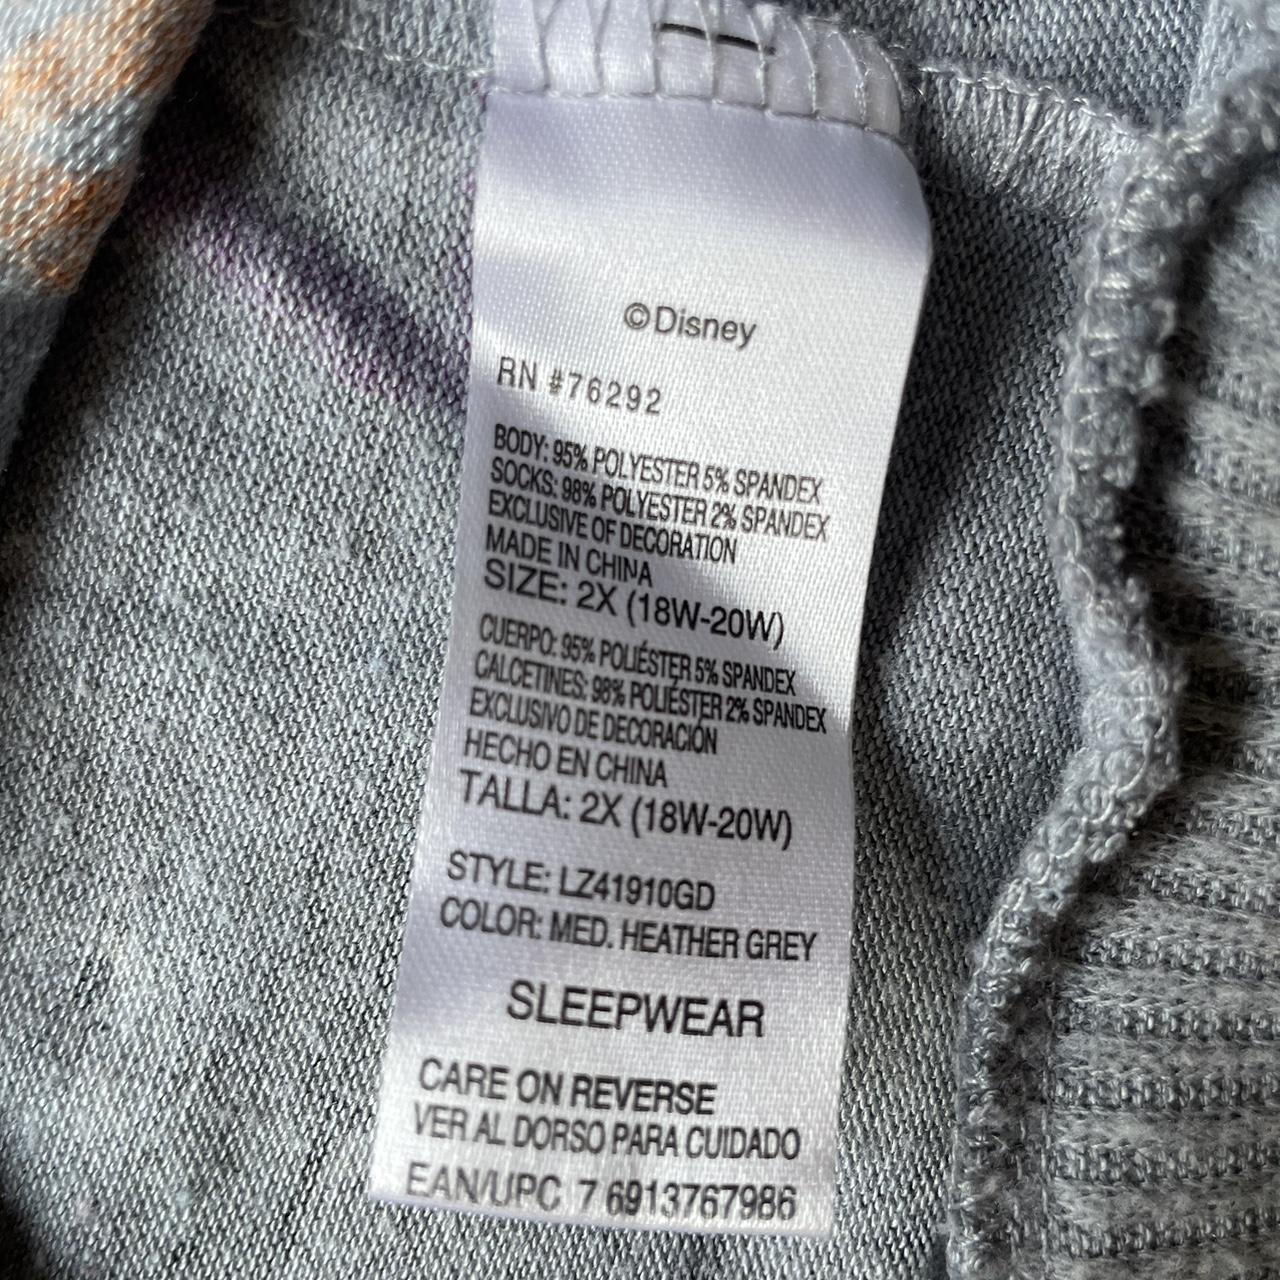 ©Disney
RN #76292
BODY: 95% POLYESTER 5% SPANDEX
SOCKS: 98% POLYESTER 2% SPANDEX
EXCLUSIVE OF DECORATION
MADE IN CHINA
SIZE: 2X (18W-20W)
CUERPO: 95% POLIÉSTER 5% SPANDEX
CALCETINES: 98% POLIÉSTER 2% SPANDEX
EXCLUSIVO DE DECORACIÓN
HECHO EN CHINA
TALLA: 2X (18W-20W)
STYLE: LZ41910GD
COLOR: MED. HEATHER GREY
SLEEPWEAR
CARE ON REVERSE
VER AL DORSO PARA CUIDADO
EAN/UPC 7 6913767986